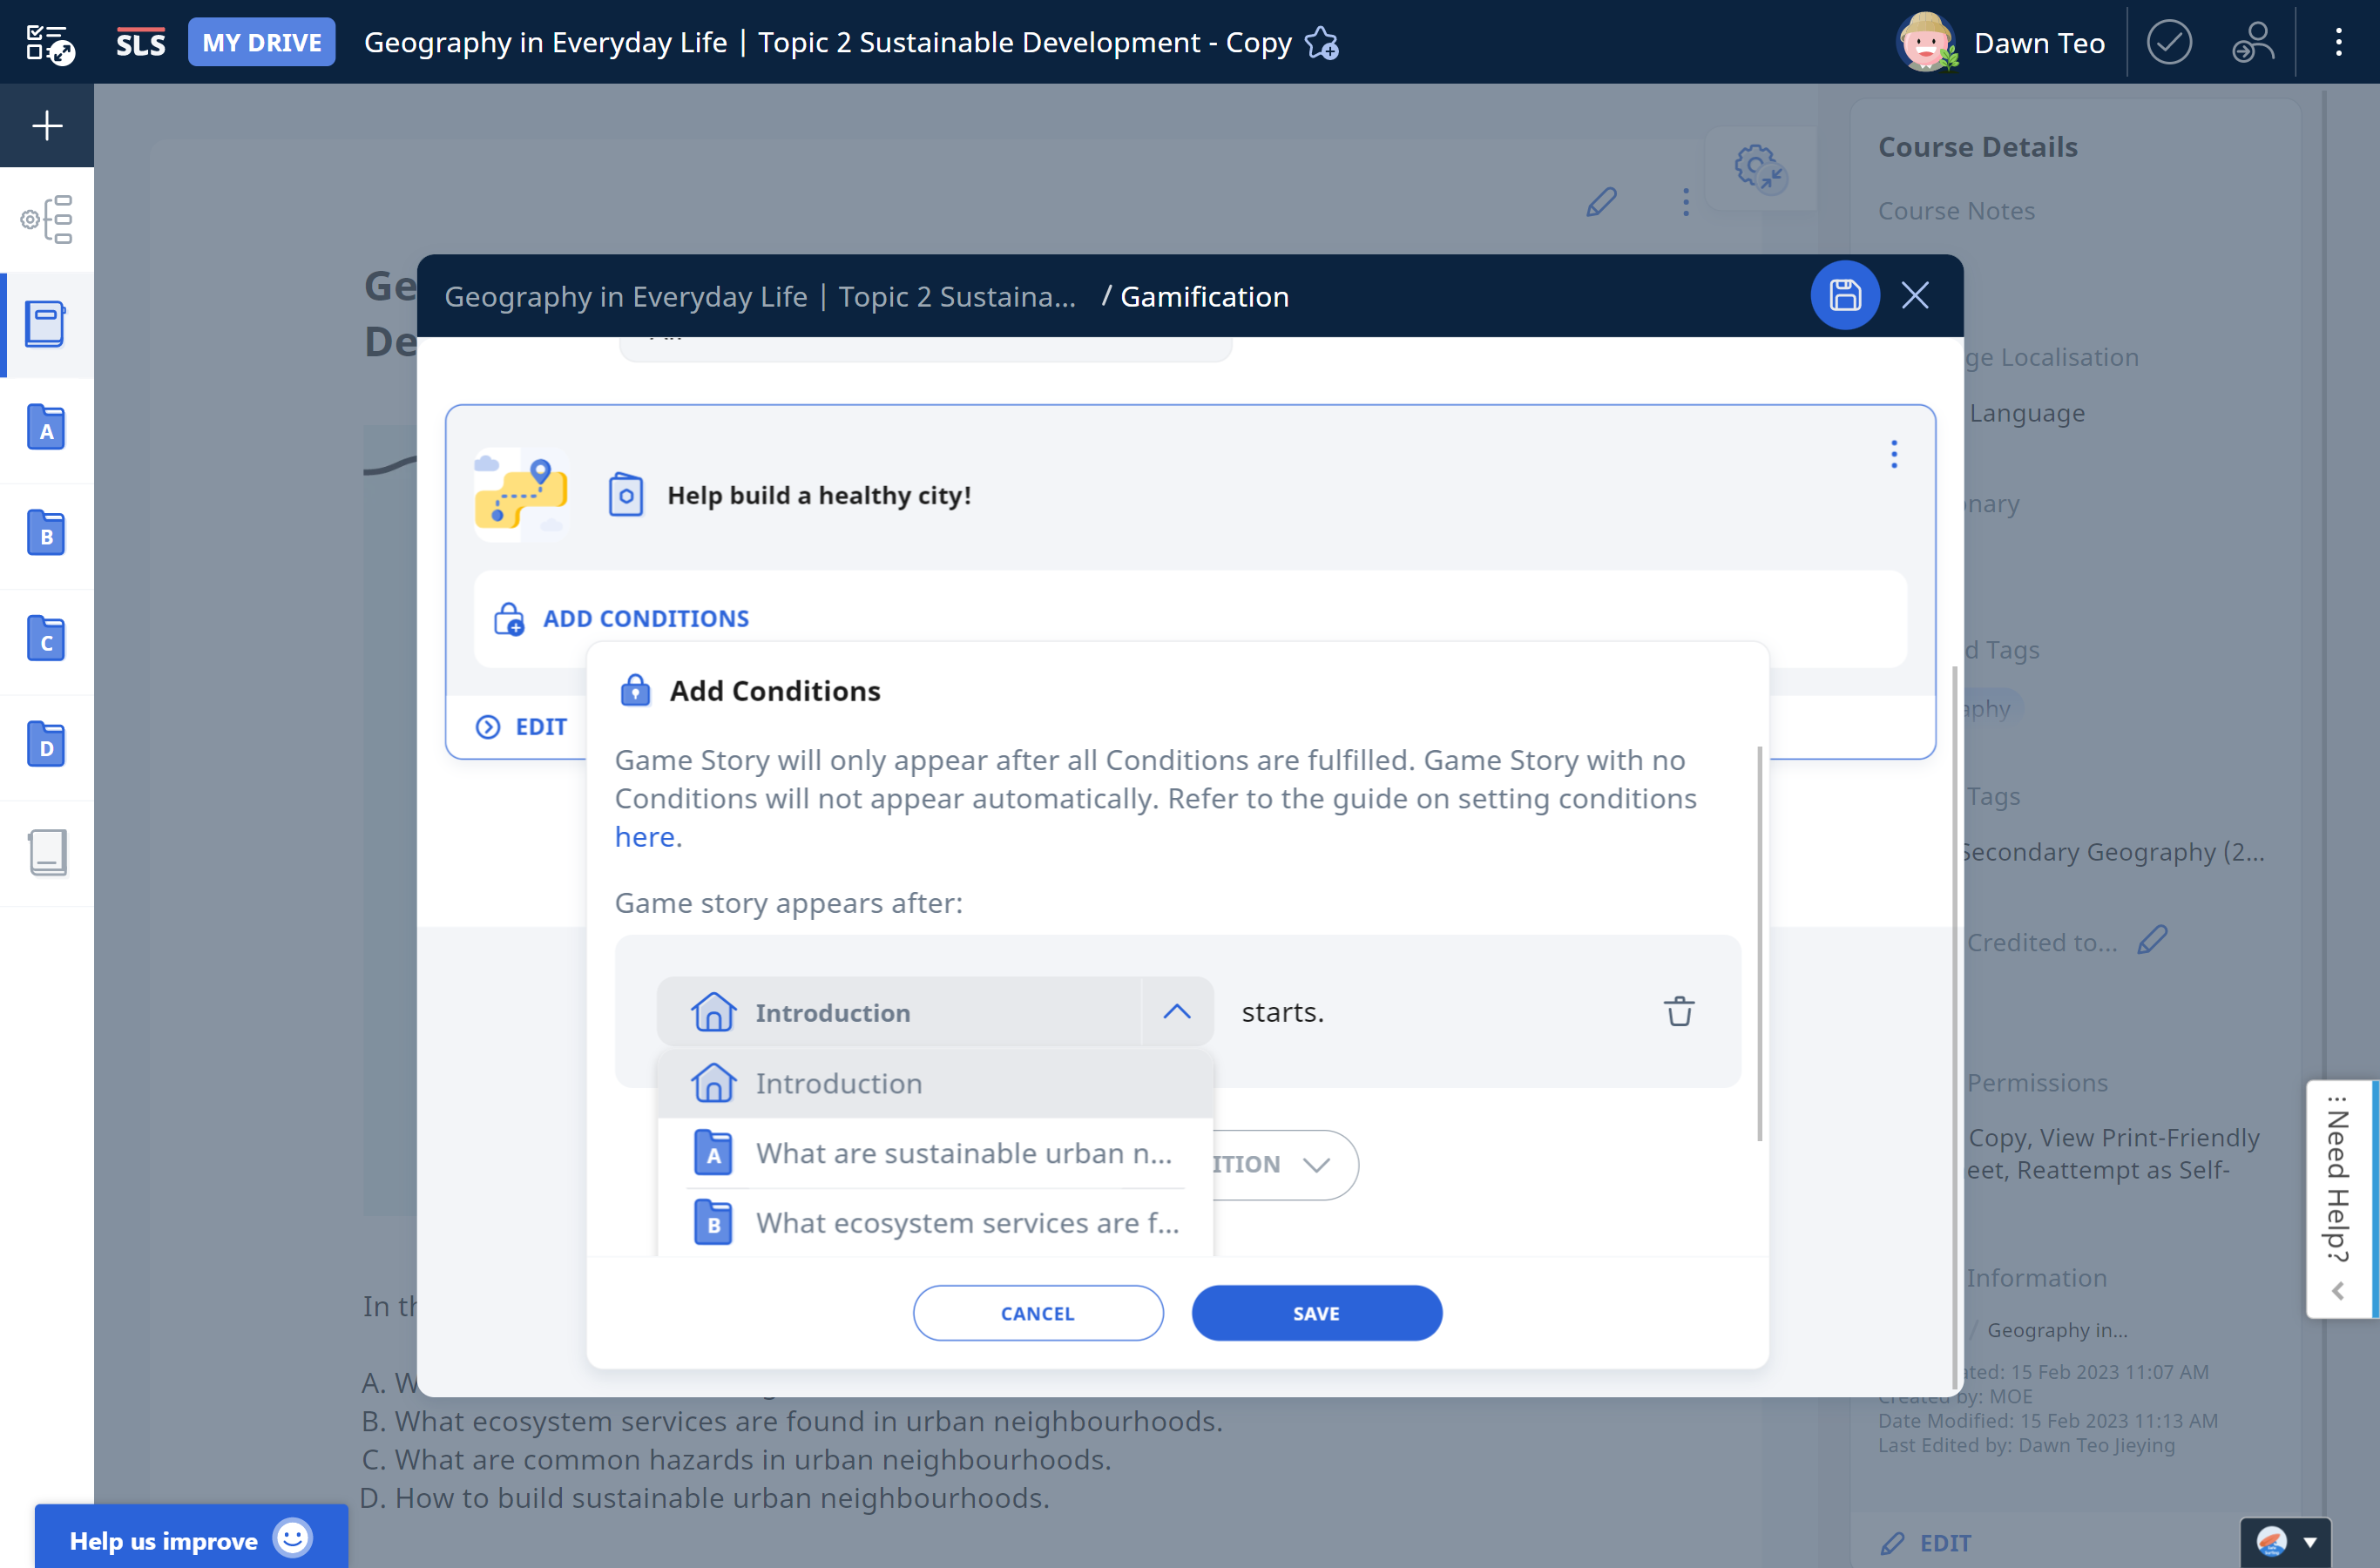 SLS MY DRIVE Geography in Everyday Life | Topic 2 Sustainable Development - Copy Dawn Teo
Course Details
Course Notes
Geography in Everyday Life | Topic 2 Sustaina... / Gamification
ge Localisation
Language
Help build a healthy city!
ADD CONDITIONS
EDIT
Add Conditions
Game Story will only appear after all Conditions are fulfilled. Game Story with no
Conditions will not appear automatically. Refer to the guide on setting conditions
here.
Game story appears after:
Introduction starts.
Introduction
A What are sustainable urban n...
B What ecosystem services are f...
ITION
CANCEL SAVE
A
B
C
D
d Tags
aphy
Tags
Secondary Geography (2...
Credited to...
Permissions
Copy, View Print-Friendly
eet, Reattempt as Self-
Information
/ Geography in...
ated: 15 Feb 2023 11:07 AM
Created by: MOE
Date Modified: 15 Feb 2023 11:13 AM
Last Edited by: Dawn Teo Jieying
EDIT
Ge
De
In th
A. W
B. What ecosystem services are found in urban neighbourhoods.
C. What are common hazards in urban neighbourhoods.
D. How to build sustainable urban neighbourhoods.
Help us improve
Need Help?